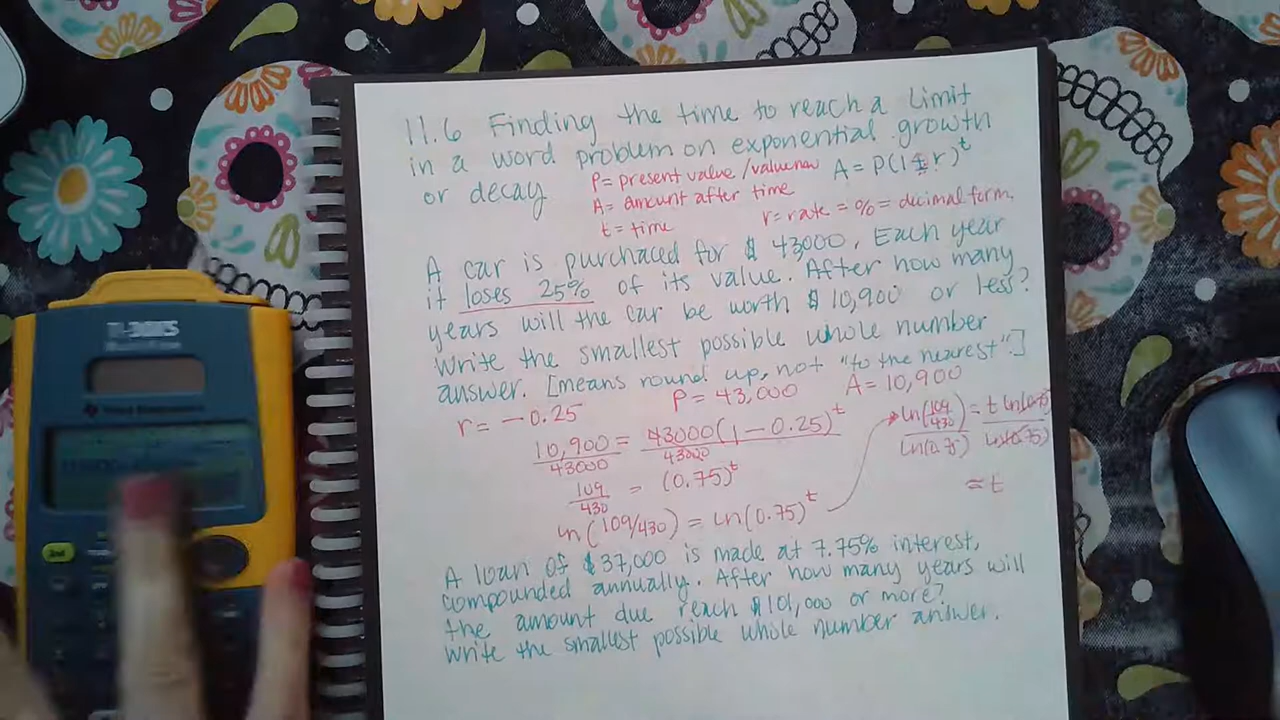 11.6 Finding the time to reach a limit
in a word problem on exponential growth
or decay
P= present value /value now A = P(1±r)^t
A= amount after time
t= time r= rate = % = decimal form.
A car is purchaced for $ 43000. Each year
it loses 25% of its value. After how many
years will the car be worth $10,900 or less?
Write the smallest possible whole number
answer. [means round up, not "to the nearest".]
r= -0.25 P= 43,000 A= 10,900
10,900 = 43000(1-0.25)^t
43000 43000
109/430 = (0.75)^t
ln(109/430) = ln(0.75)^t
ln(109/430) = t ln(0.75)
ln(0.75) ln(0.75)
≈ t
A loan of $37,000 is made at 7.75% interest,
compounded annually. After how many years will
the amount due reach $101,000 or more?
Write the smallest possible whole number answer.
2nd